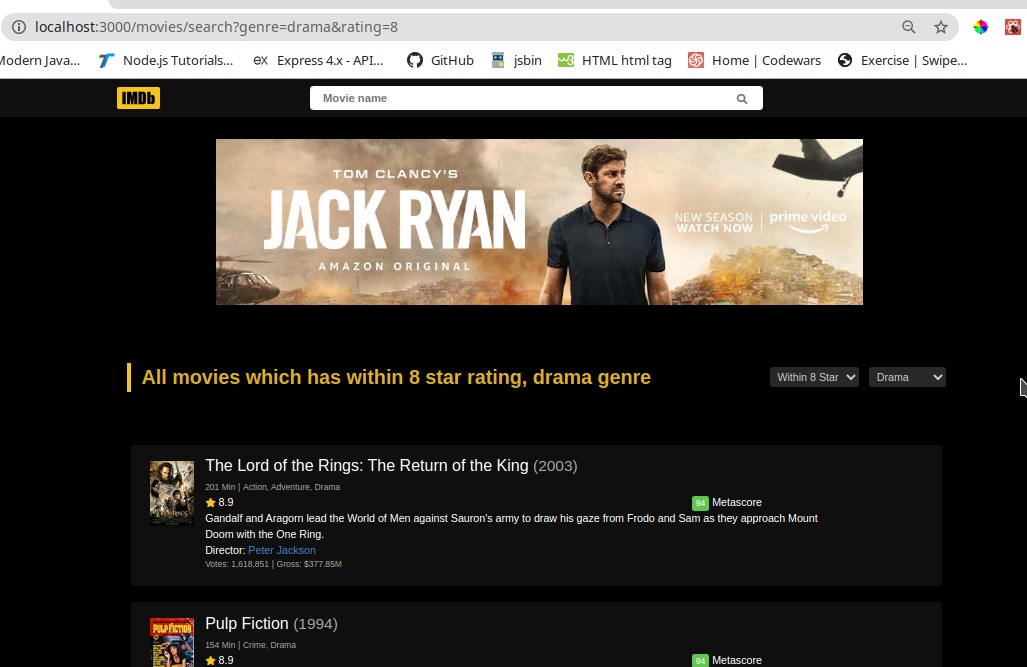 localhost:3000/movies/search?genre=drama&rating=8
Modern Java... Node.js Tutorials... ex Express 4.x - API... GitHub jsbin HTML html tag Home | Codewars Exercise | Swipe...
IMDb Movie name
TOM CLANCY'S
JACK RYAN
AMAZON ORIGINAL
NEW SEASON
WATCH NOW
prime video
All movies which has within 8 star rating, drama genre Within 8 Star Drama
The Lord of the Rings: The Return of the King (2003)
201 Min | Action, Adventure, Drama
8.9 94 Metascore
Gandalf and Aragorn lead the World of Men against Sauron's army to draw his gaze from Frodo and Sam as they approach Mount
Doom with the One Ring.
Director: Peter Jackson
Votes: 1,618,851 | Gross: $377.85M
Pulp Fiction (1994)
PULP FICTION
154 Min | Crime, Drama
8.9 94 Metascore